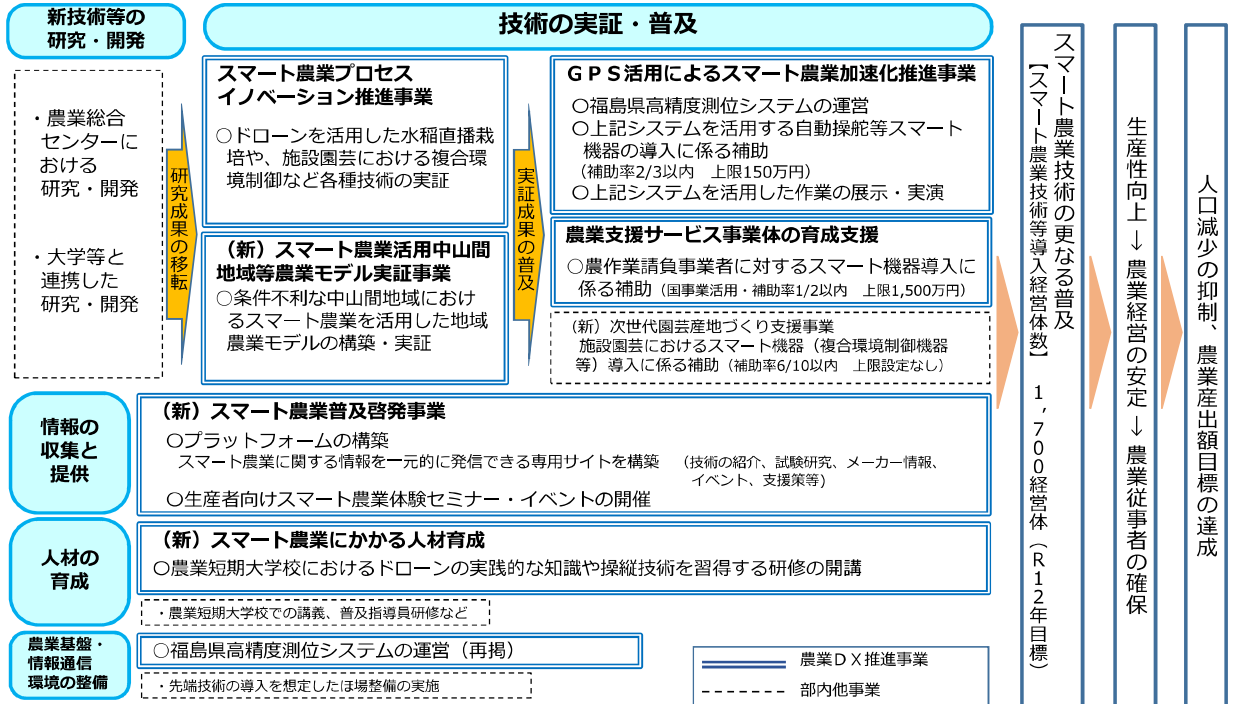 新技術等の
研究・開発
技術の実証・普及
・農業総合
センターに
おける
研究・開発
・大学等と
連携した
研究・開発
研究成果の移転
スマート農業プロセス
イノベーション推進事業
○ドローンを活用した水稲直播栽
培や、施設園芸における複合環
境制御など各種技術の実証
（新）スマート農業活用中山間
地域等農業モデル実証事業
○条件不利な中山間地域におけ
るスマート農業を活用した地域
農業モデルの構築・実証
実証成果の普及
ＧＰＳ活用によるスマート農業加速化推進事業
○福島県高精度測位システムの運営
○上記システムを活用する自動操舵等スマート
機器の導入に係る補助
（補助率2/3以内　上限150万円）
○上記システムを活用した作業の展示・実演
農業支援サービス事業体の育成支援
○農作業請負事業者に対するスマート機器導入に
係る補助（国事業活用・補助率1/2以内　上限1,500万円）
（新）次世代園芸産地づくり支援事業
施設園芸におけるスマート機器（複合環境制御機器
等）導入に係る補助（補助率6/10以内　上限設定なし）
情報の
収集と
提供
（新）スマート農業普及啓発事業
○プラットフォームの構築
スマート農業に関する情報を一元的に発信できる専用サイトを構築　（技術の紹介、試験研究、メーカー情報、
イベント、支援策等)
○生産者向けスマート農業体験セミナー・イベントの開催
人材の
育成
（新）スマート農業にかかる人材育成
○農業短期大学校におけるドローンの実践的な知識や操縦技術を習得する研修の開講
・農業短期大学校での講義、普及指導員研修など
農業基盤・
情報通信
環境の整備
○福島県高精度測位システムの運営（再掲）
・先端技術の導入を想定したほ場整備の実施
農業ＤＸ推進事業
部内他事業
スマート農業技術の更なる普及
【スマート農業技術等導入経営体数】　1,700経営体（R12年目標）
生産性向上→農業経営の安定→農業従事者の確保
人口減少の抑制、農業産出額目標の達成